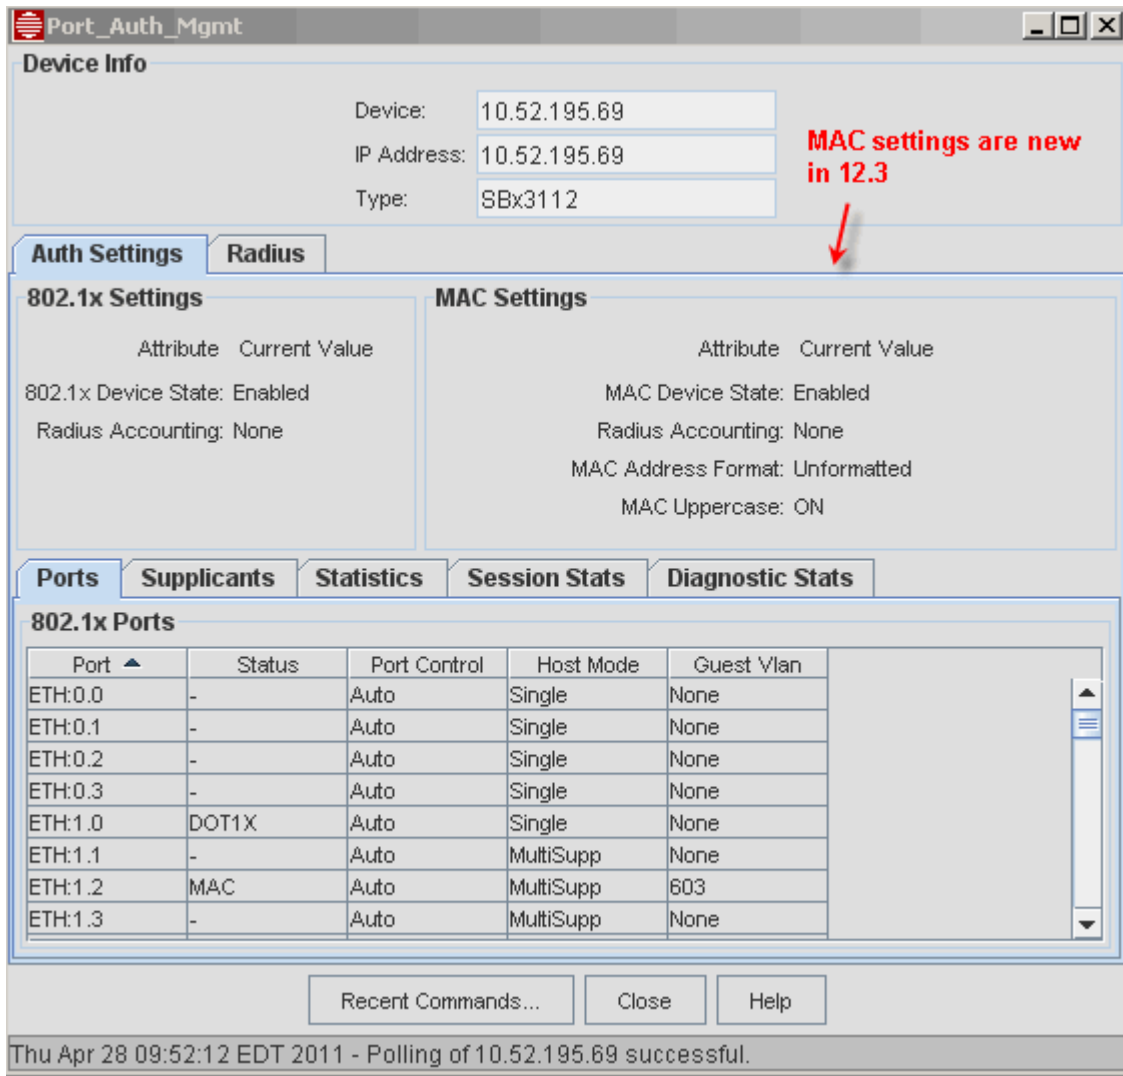 Port_Auth_Mgmt
Device Info
Device: 10.52.195.69
IP Address: 10.52.195.69
Type: SBx3112
MAC settings are new
in 12.3
Auth Settings Radius
802.1x Settings
Attribute Current Value
802.1x Device State: Enabled
Radius Accounting: None
MAC Settings
Attribute Current Value
MAC Device State: Enabled
Radius Accounting: None
MAC Address Format: Unformatted
MAC Uppercase: ON
Ports Supplicants Statistics Session Stats Diagnostic Stats
802.1x Ports
Port Status Port Control Host Mode Guest Vlan
ETH:0.0 - Auto Single None
ETH:0.1 - Auto Single None
ETH:0.2 - Auto Single None
ETH:0.3 - Auto Single None
ETH:1.0 DOT1X Auto Single None
ETH:1.1 - Auto MultiSupp None
ETH:1.2 MAC Auto MultiSupp 603
ETH:1.3 - Auto MultiSupp None
Recent Commands... Close Help
Thu Apr 28 09:52:12 EDT 2011 - Polling of 10.52.195.69 successful.